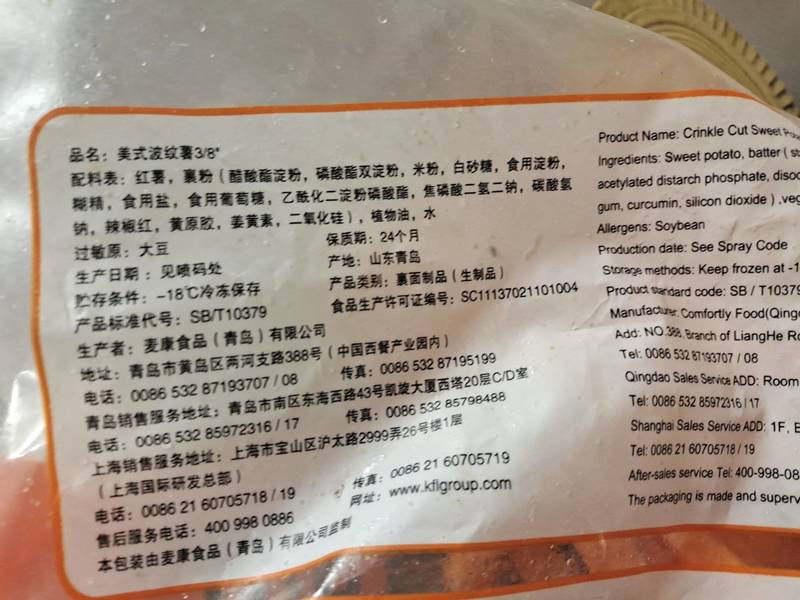 品名：美式波纹薯3/8"
配料表：红薯，裹粉（醋酸酯淀粉，磷酸酯双淀粉，米粉，白砂糖，食用淀粉，
糊精，食用盐，食用葡萄糖，乙酰化二淀粉磷酸酯，焦磷酸二氢二钠，碳酸氢
钠，辣椒红，黄原胶，姜黄素，二氧化硅），植物油，水
过敏原：大豆
保质期：24个月
生产日期：见喷码处
产地：山东青岛
贮存条件：-18℃冷冻保存
产品类别：裹面制品（生制品）
产品标准代号：SB/T10379
食品生产许可证编号：SC11137021101004
生产者：麦康食品（青岛）有限公司
地址：青岛市黄岛区两河支路388号（中国西餐产业园内）
电话：0086 532 87193707 / 08
传真：0086 532 87195199
青岛销售服务地址：青岛市南区东海西路43号凯旋大厦西塔20层C/D室
电话：0086 532 85972316 / 17
传真：0086 532 85798488
上海销售服务地址：上海市宝山区沪太路2999弄26号楼1层
（上海国际研发总部）
电话：0086 21 60705718 / 19
传真：0086 21 60705719
售后服务电话：400 998 0886
网址：www.kfigroup.com
本包装由麦康食品（青岛）有限公司监制
Product Name: Crinkle Cut Sweet
Ingredients: Sweet potato, batter (
acetylated distarch phosphate,
gum, curcumin, silicon dioxide ) ,
Allergens: Soybean
Production date: See Spray Code
Storage methods: Keep frozen at
Product standard code: SB / T10379
Manufacturer: Comfortly Food
Add: NO.388, Branch of LiangHe
Tel: 0086 532 87193707 / 08
Qingdao Sales Service ADD: Room
Tel: 0086 532 85972316 / 17
Shanghai Sales Service ADD: 1F,
Tel: 0086 21 60705718 / 19
After-sales service Tel: 400-998-08
The packaging is made and